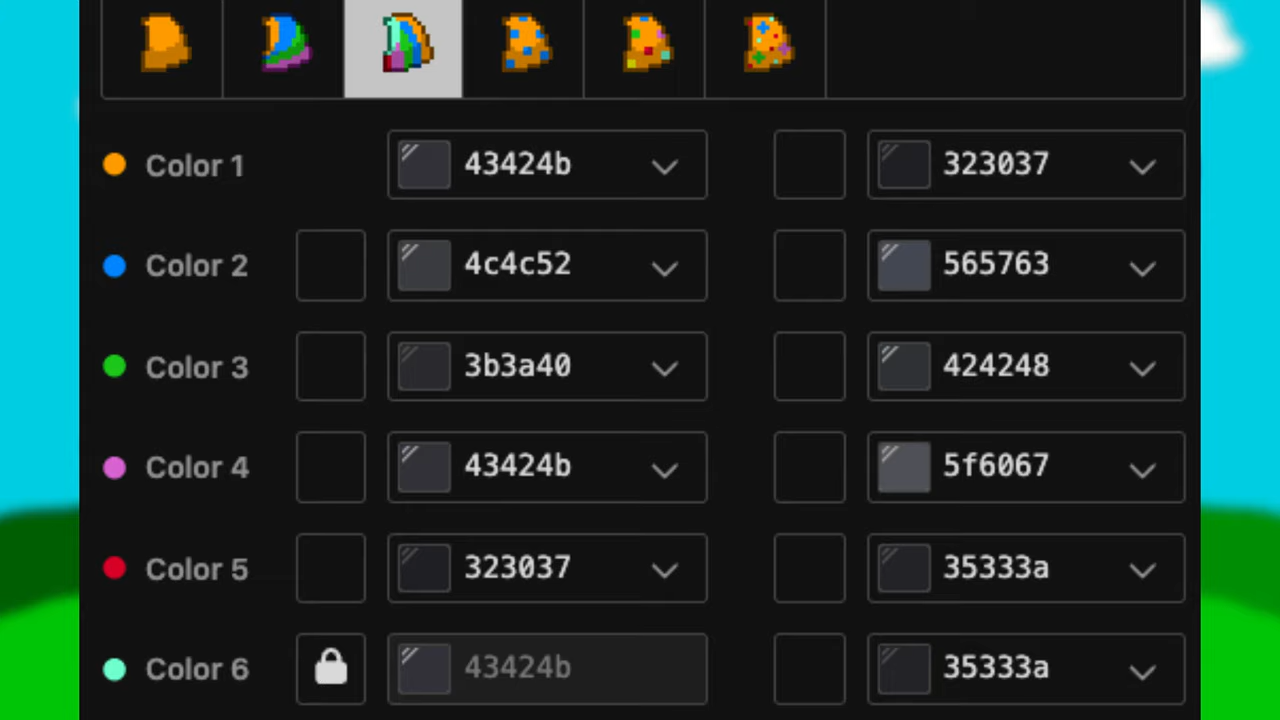 Color 1 43424b 323037
Color 2 4c4c52 565763
Color 3 3b3a40 424248
Color 4 43424b 5f6067
Color 5 323037 35333a
Color 6 43424b 35333a